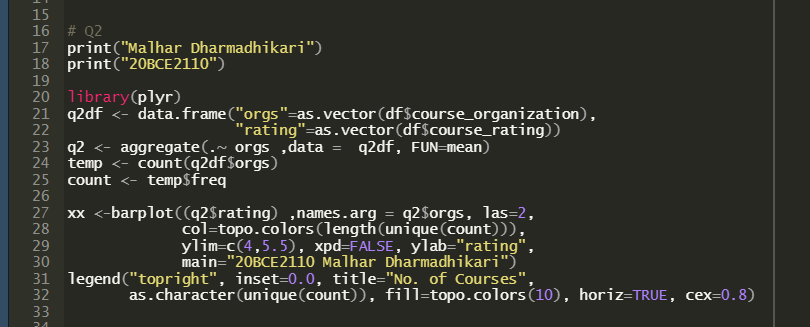 15
16 # Q2
17 print("Malhar Dharmadhikari")
18 print("20BCE2110")
19
20 library(plyr)
21 q2df <- data.frame("orgs"=as.vector(df$course_organization),
22 "rating"=as.vector(df$course_rating))
23 q2 <- aggregate(.~ orgs ,data = q2df, FUN=mean)
24 temp <- count(q2df$orgs)
25 count <- temp$freq
26
27 xx <-barplot((q2$rating) ,names.arg = q2$orgs, las=2,
28 col=topo.colors(length(unique(count))),
29 ylim=c(4,5.5), xpd=FALSE, ylab="rating",
30 main="20BCE2110 Malhar Dharmadhikari")
31 legend("topright", inset=0.0, title="No. of Courses",
32 as.character(unique(count)), fill=topo.colors(10), horiz=TRUE, cex=0.8)
33